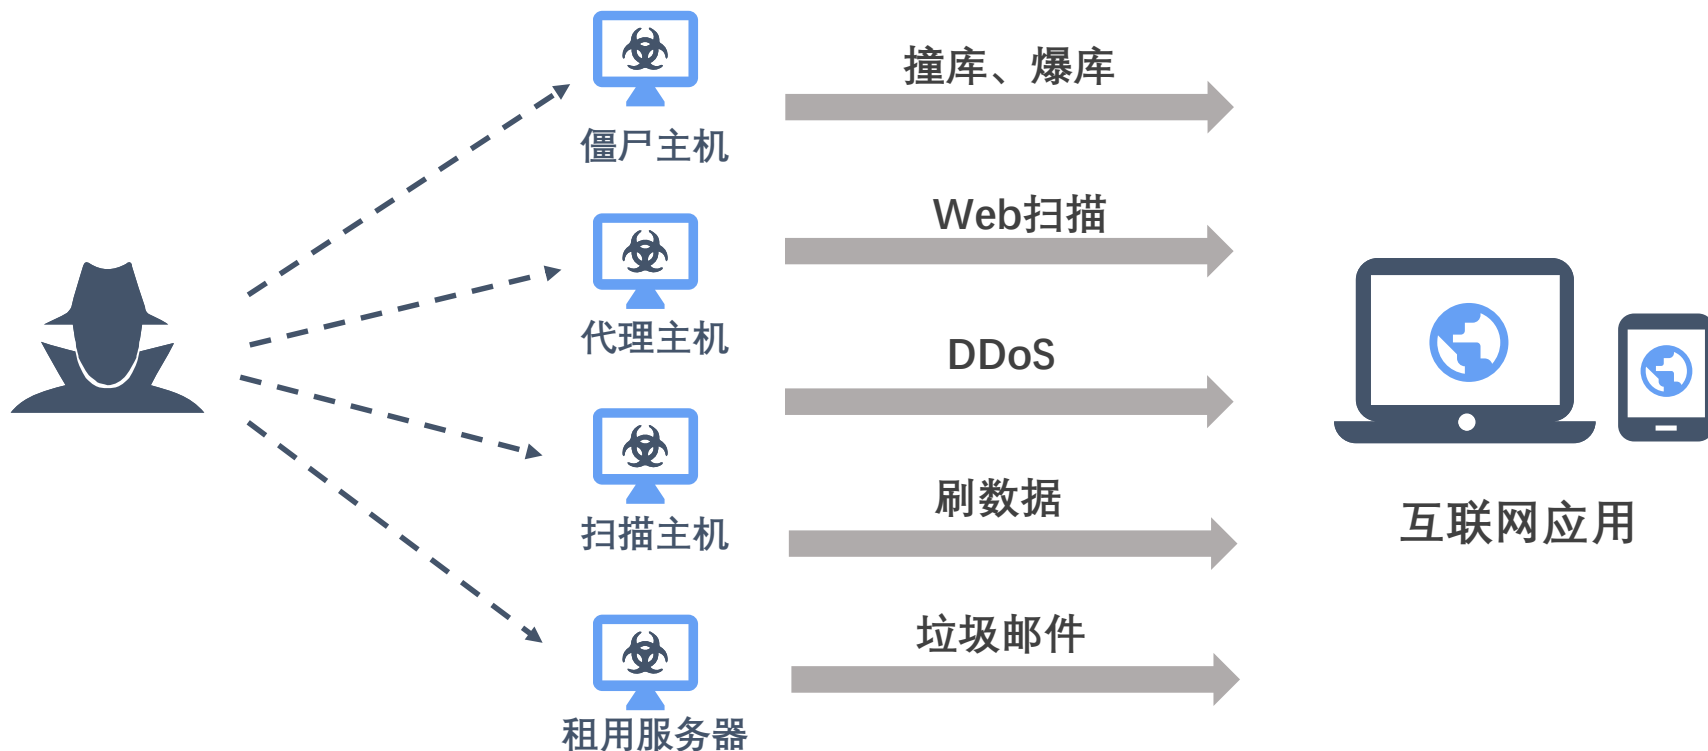 撞库、爆库
僵尸主机
Web扫描
代理主机
DDoS
刷数据
扫描主机
互联网应用
垃圾邮件
租用服务器